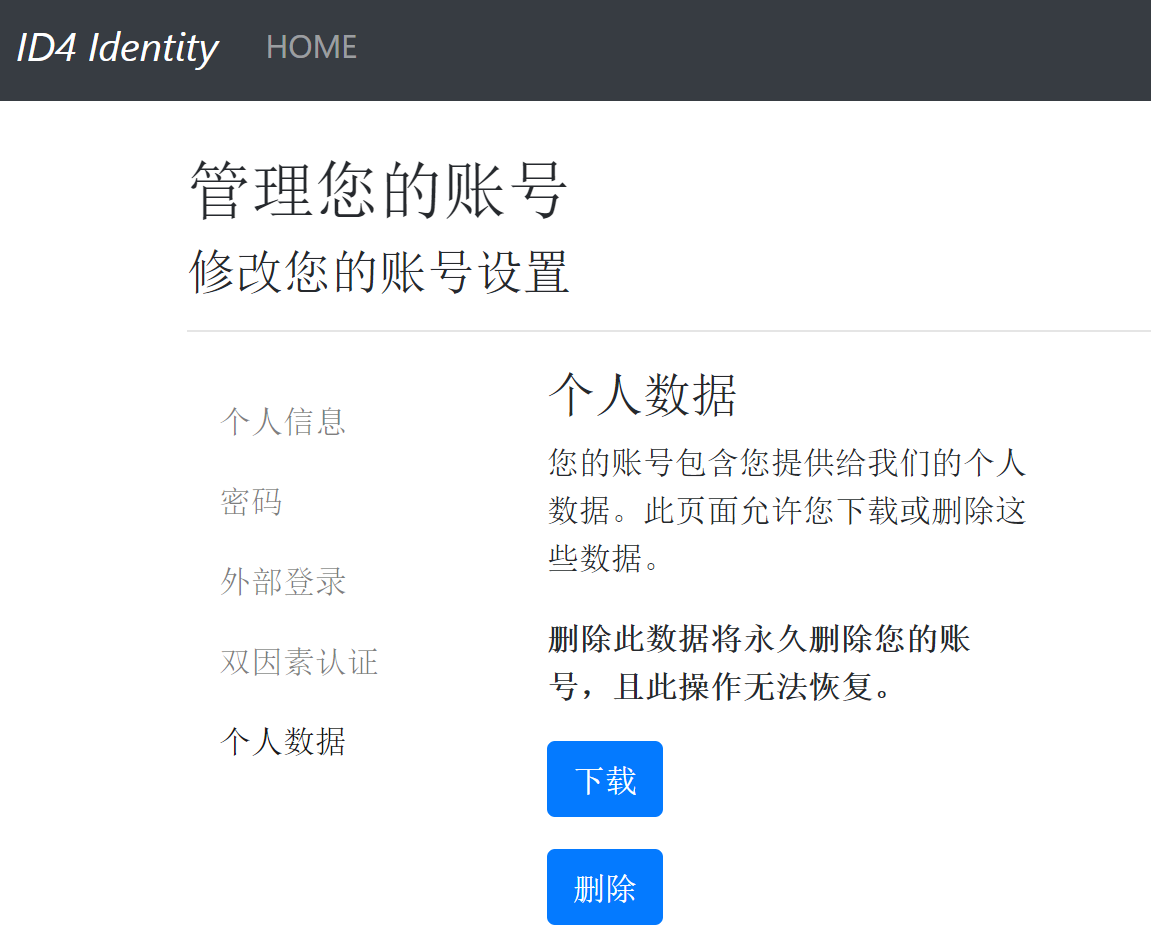 ID4 Identity HOME
管理您的账号
修改您的账号设置
个人信息
密码
外部登录
双因素认证
个人数据
个人数据
您的账号包含您提供给我们的个人
数据。此页面允许您下载或删除这
些数据。
删除此数据将永久删除您的账
号，且此操作无法恢复。
下载
删除